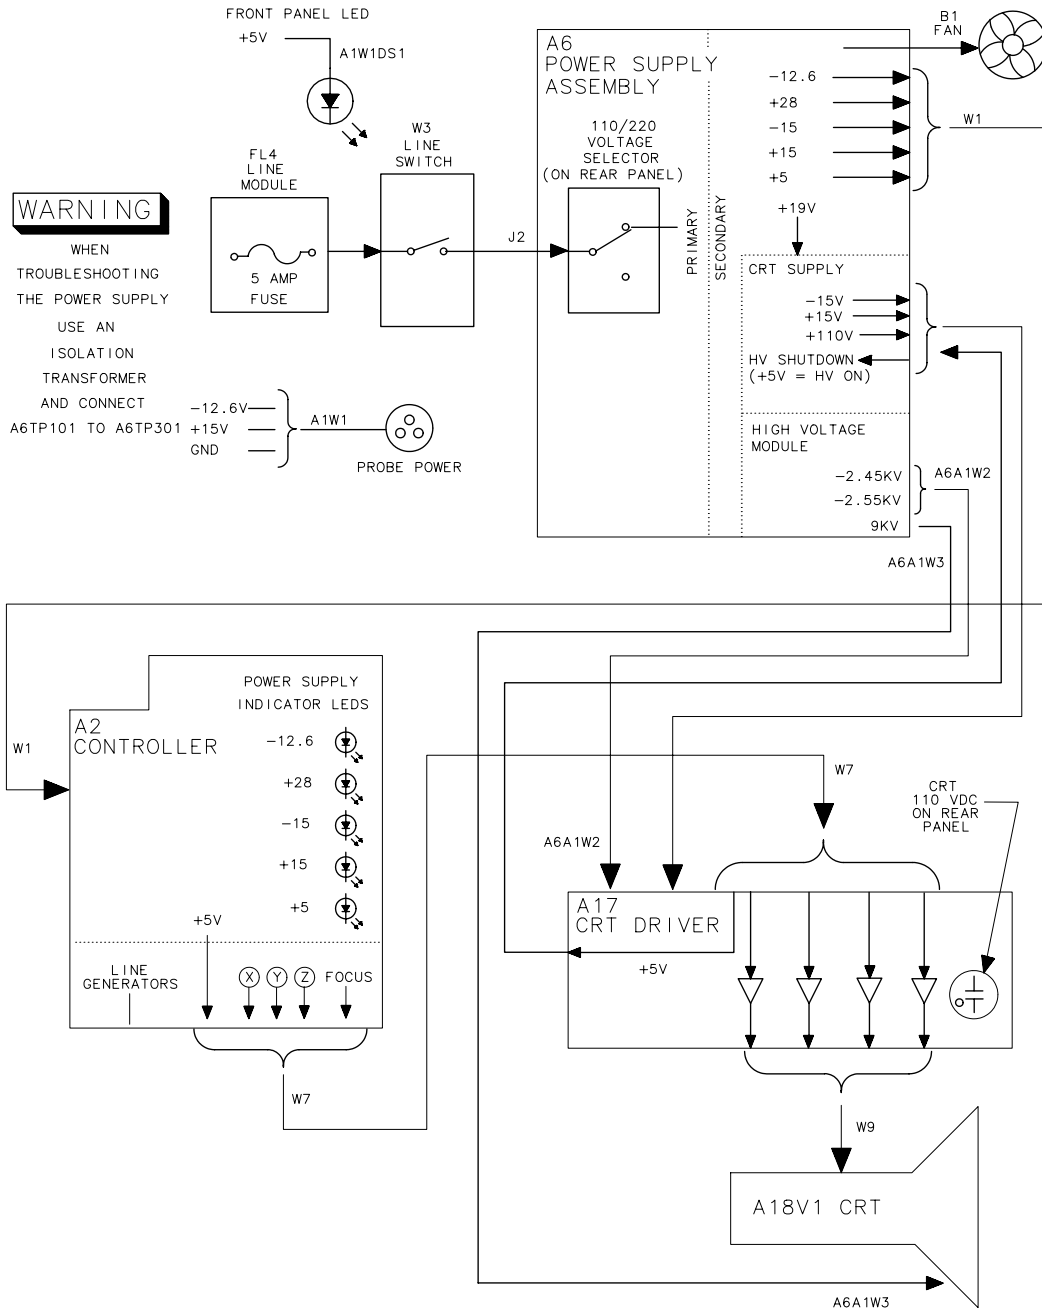 FRONT PANEL LED
+5V
A1W1DS1
FL4
LINE
MODULE
5 AMP
FUSE
W3
LINE
SWITCH
J2
WARNING
WHEN
TROUBLESHOOTING
THE POWER SUPPLY
USE AN
ISOLATION
TRANSFORMER
AND CONNECT
A6TP101 TO A6TP301
-12.6V
+15V
GND
A1W1
PROBE POWER
A6
POWER SUPPLY
ASSEMBLY
110/220
VOLTAGE
SELECTOR
(ON REAR PANEL)
PRIMARY
SECONDARY
B1
FAN
-12.6
+28
-15
+15
+5
W1
+19V
CRT SUPPLY
-15V
+15V
+110V
HV SHUTDOWN
(+5V = HV ON)
HIGH VOLTAGE
MODULE
-2.45KV
-2.55KV
9KV
A6A1W2
A6A1W3
W1
A2
CONTROLLER
POWER SUPPLY
INDICATOR LEDS
-12.6
+28
-15
+15
+5
+5V
LINE
GENERATORS
X Y Z FOCUS
W7
W7
A6A1W2
CRT
110 VDC
ON REAR
PANEL
A17
CRT DRIVER
+5V
W9
A18V1 CRT
A6A1W3